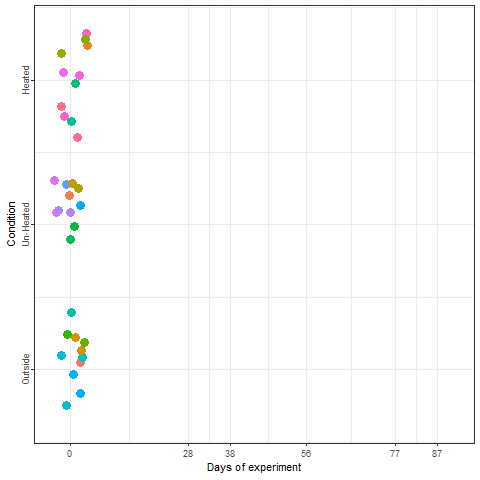 Heated
Un-Heated
Outside
Condition
0 28 38 56 77 87
Days of experiment